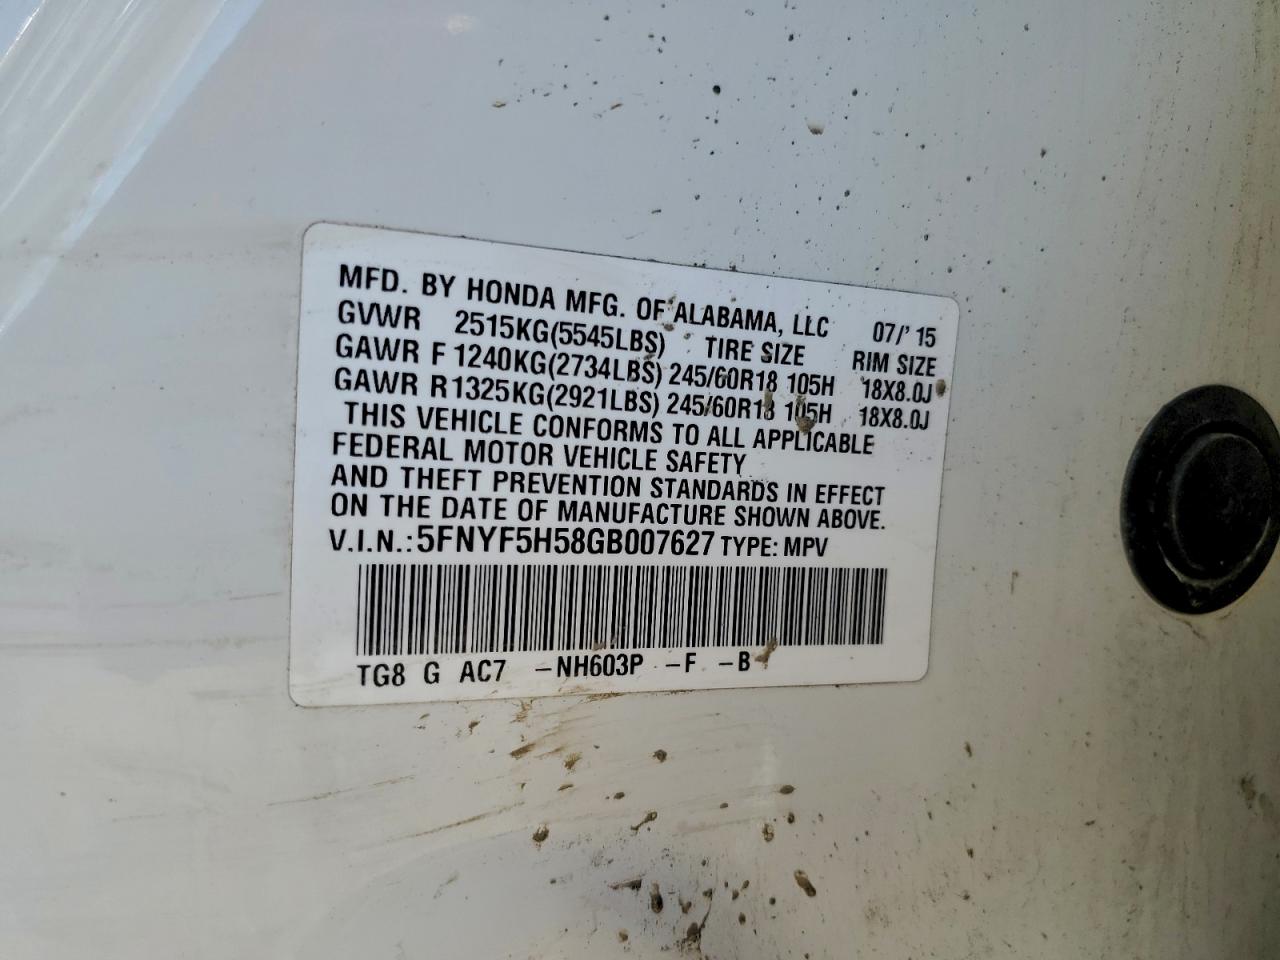 MFD. BY HONDA MFG. OF ALABAMA, LLC 07/'15
GVWR 2515KG(5545LBS) TIRE SIZE RIM SIZE
GAWR F 1240KG(2734LBS) 245/60R18 105H 18X8.0J
GAWR R 1325KG(2921LBS) 245/60R18 105H 18X8.0J
THIS VEHICLE CONFORMS TO ALL APPLICABLE
FEDERAL MOTOR VEHICLE SAFETY
AND THEFT PREVENTION STANDARDS IN EFFECT
ON THE DATE OF MANUFACTURE SHOWN ABOVE.
V.I.N.: 5FNYF5H58GB007627 TYPE: MPV
TG8 G AC7 -NH603P -F -B